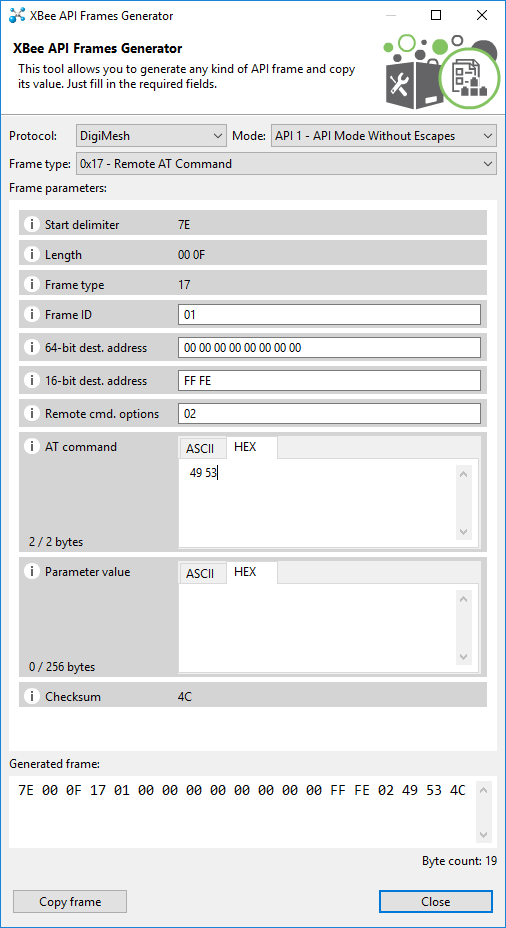 XBee API Frames Generator
XBee API Frames Generator
This tool allows you to generate any kind of API frame and copy
its value. Just fill in the required fields.
Protocol: DigiMesh Mode: API 1 - API Mode Without Escapes
Frame type: 0x17 - Remote AT Command
Frame parameters:
i Start delimiter 7E
i Length 00 0F
i Frame type 17
i Frame ID 01
i 64-bit dest. address 00 00 00 00 00 00 00 00
i 16-bit dest. address FF FE
i Remote cmd. options 02
i AT command ASCII HEX
49 53
2 / 2 bytes
i Parameter value ASCII HEX
0 / 256 bytes
i Checksum 4C
Generated frame:
7E 00 0F 17 01 00 00 00 00 00 00 00 00 FF FE 02 49 53 4C
Byte count: 19
Copy frame Close